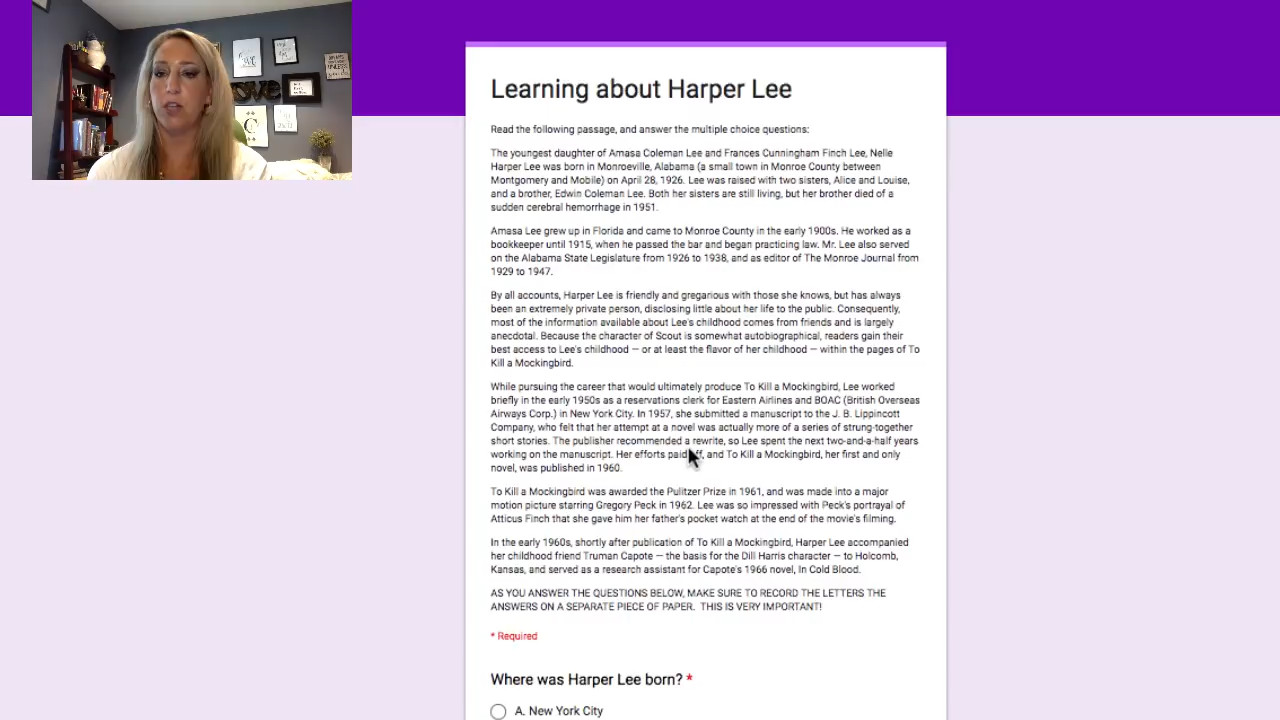 Learning about Harper Lee
Read the following passage, and answer the multiple choice questions:
The youngest daughter of Amasa Coleman Lee and Frances Cunningham Finch Lee, Nelle
Harper Lee was born in Monroeville, Alabama (a small town in Monroe County between
Montgomery and Mobile) on April 28, 1926. Lee was raised with two sisters, Alice and Louise,
and a brother, Edwin Coleman Lee. Both her sisters are still living, but her brother died of a
sudden cerebral hemorrhage in 1951.
Amasa Lee grew up in Florida and came to Monroe County in the early 1900s. He worked as a
bookkeeper until 1915, when he passed the bar and began practicing law. Mr. Lee also served
on the Alabama State Legislature from 1926 to 1938, and as editor of The Monroe Journal from
1929 to 1947.
By all accounts, Harper Lee is friendly and gregarious with those she knows, but has always
been an extremely private person, disclosing little about her life to the public. Consequently,
most of the information available about Lee's childhood comes from friends and is largely
anecdotal. Because the character of Scout is somewhat autobiographical, readers gain their
best access to Lee's childhood — or at least the flavor of her childhood — within the pages of To
Kill a Mockingbird.
While pursuing the career that would ultimately produce To Kill a Mockingbird, Lee worked
briefly in the early 1950s as a reservations clerk for Eastern Airlines and BOAC (British Overseas
Airways Corp.) in New York City. In 1957, she submitted a manuscript to the J. B. Lippincott
Company, who felt that her attempt at a novel was actually more of a series of strung-together
short stories. The publisher recommended a rewrite, so Lee spent the next two-and-a-half years
working on the manuscript. Her efforts paid off, and To Kill a Mockingbird, her first and only
novel, was published in 1960.
To Kill a Mockingbird was awarded the Pulitzer Prize in 1961, and was made into a major
motion picture starring Gregory Peck in 1962. Lee was so impressed with Peck's portrayal of
Atticus Finch that she gave him her father's pocket watch at the end of the movie's filming.
In the early 1960s, shortly after publication of To Kill a Mockingbird, Harper Lee accompanied
her childhood friend Truman Capote — the basis for the Dill Harris character — to Holcomb,
Kansas, and served as a research assistant for Capote's 1966 novel, In Cold Blood.
AS YOU ANSWER THE QUESTIONS BELOW, MAKE SURE TO RECORD THE LETTERS THE
ANSWERS ON A SEPARATE PIECE OF PAPER. THIS IS VERY IMPORTANT!
* Required
Where was Harper Lee born? *
A. New York City